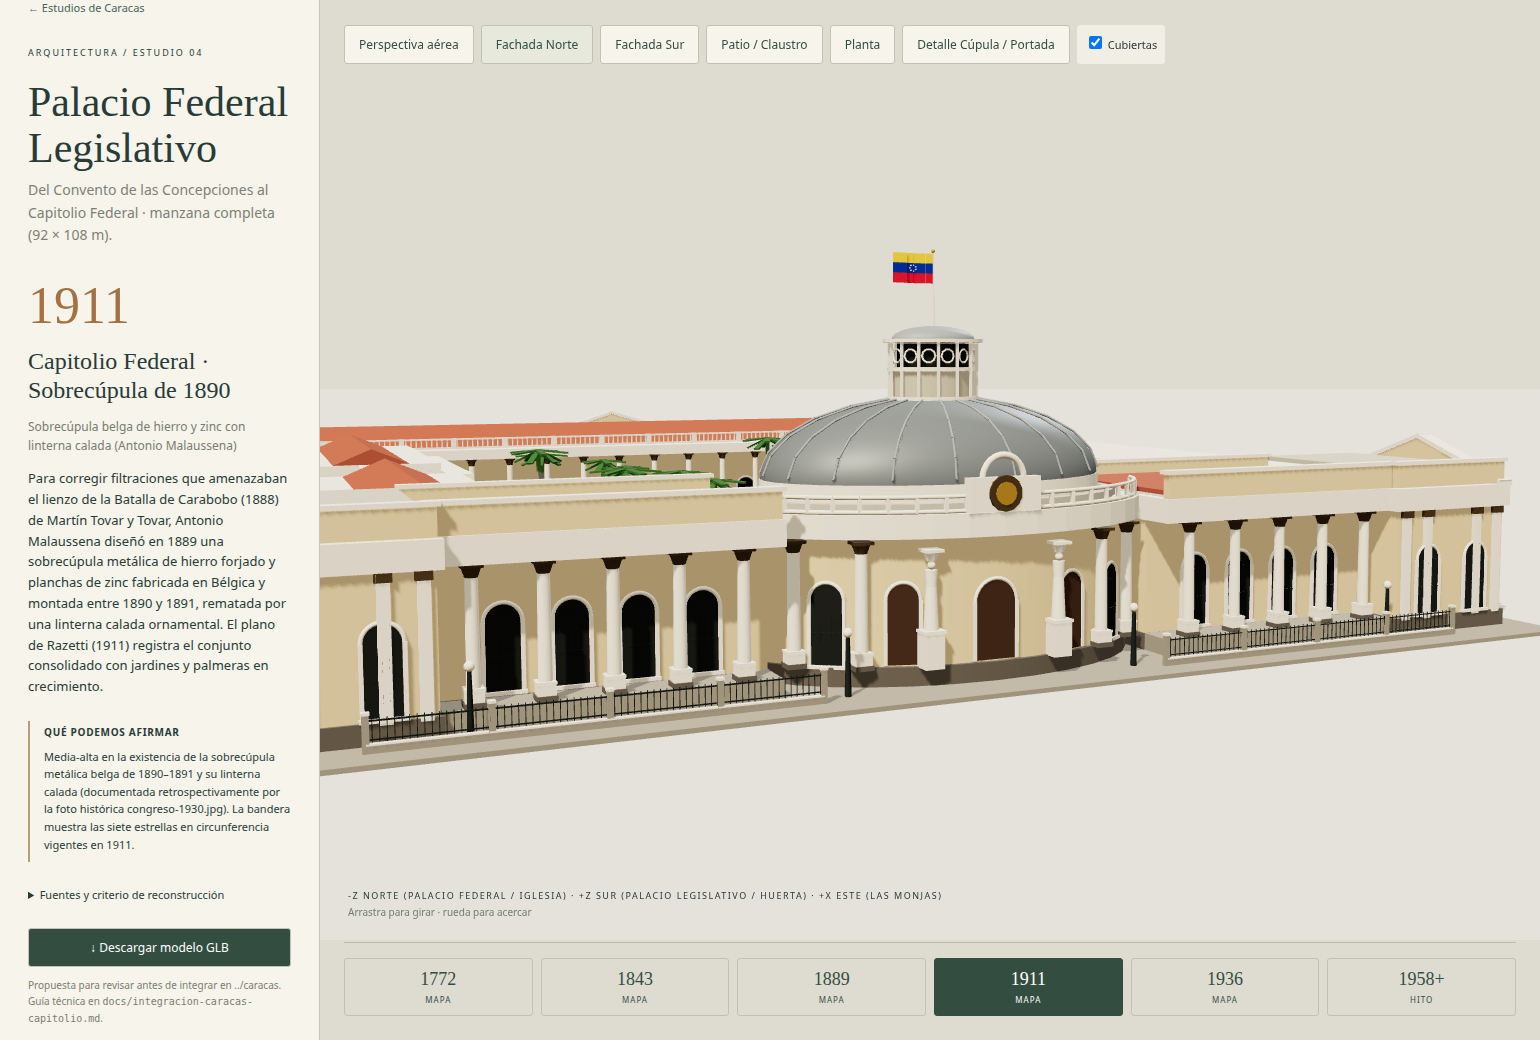 ← Estudios de Caracas
ARQUITECTURA / ESTUDIO 04
Palacio Federal
Legislativo
Del Convento de las Concepciones al
Capitolio Federal · manzana completa
(92 × 108 m).
1911
Capitolio Federal ·
Sobrecúpula de 1890
Sobrecúpula belga de hierro y zinc con
linterna calada (Antonio Malaussena)
Para corregir filtraciones que amenazaban
el lienzo de la Batalla de Carabobo (1888)
de Martín Tovar y Tovar, Antonio
Malaussena diseñó en 1889 una
sobrecúpula metálica de hierro forjado y
planchas de zinc fabricada en Bélgica y
montada entre 1890 y 1891, rematada por
una linterna calada ornamental. El plano
de Razetti (1911) registra el conjunto
consolidado con jardines y palmeras en
crecimiento.
QUÉ PODEMOS AFIRMAR
Media-alta en la existencia de la sobrecúpula
metálica belga de 1890–1891 y su linterna
calada (documentada retrospectivamente por
la foto histórica congreso-1930.jpg). La bandera
muestra las siete estrellas en circunferencia
vigentes en 1911.
▶ Fuentes y criterio de reconstrucción
↓ Descargar modelo GLB
Propuesta para revisar antes de integrar en ../caracas.
Guía técnica en docs/integracion-caracas-
capitolio.md.
Perspectiva aérea
Fachada Norte
Fachada Sur
Patio / Claustro
Planta
Detalle Cúpula / Portada
Cubiertas
-Z NORTE (PALACIO FEDERAL / IGLESIA) · +Z SUR (PALACIO LEGISLATIVO / HUERTA) · +X ESTE (LAS MONJAS)
Arrastra para girar · rueda para acercar
1772
MAPA
1843
MAPA
1889
MAPA
1911
MAPA
1936
MAPA
1958+
HITO